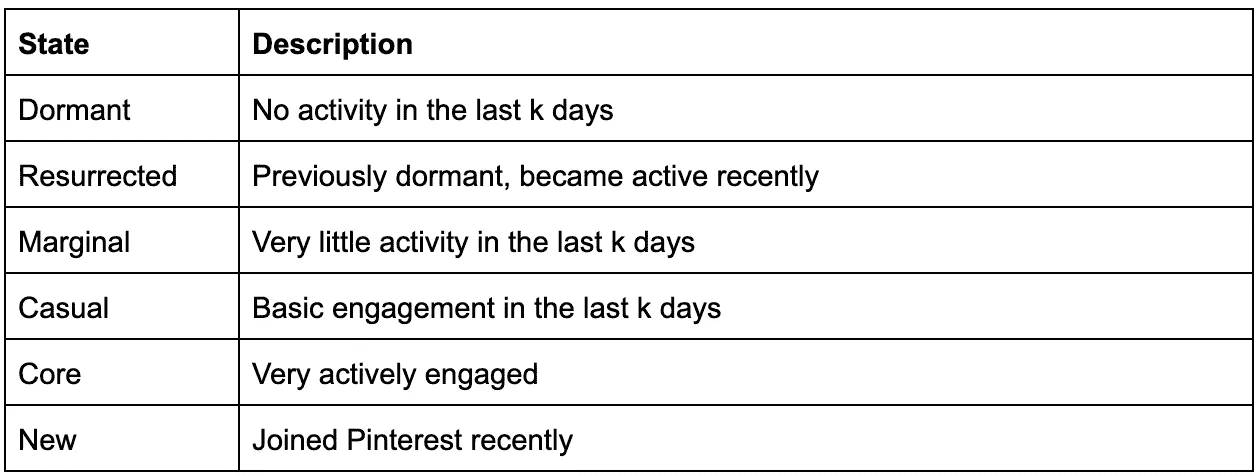 State Description
Dormant No activity in the last k days
Resurrected Previously dormant, became active recently
Marginal Very little activity in the last k days
Casual Basic engagement in the last k days
Core Very actively engaged
New Joined Pinterest recently